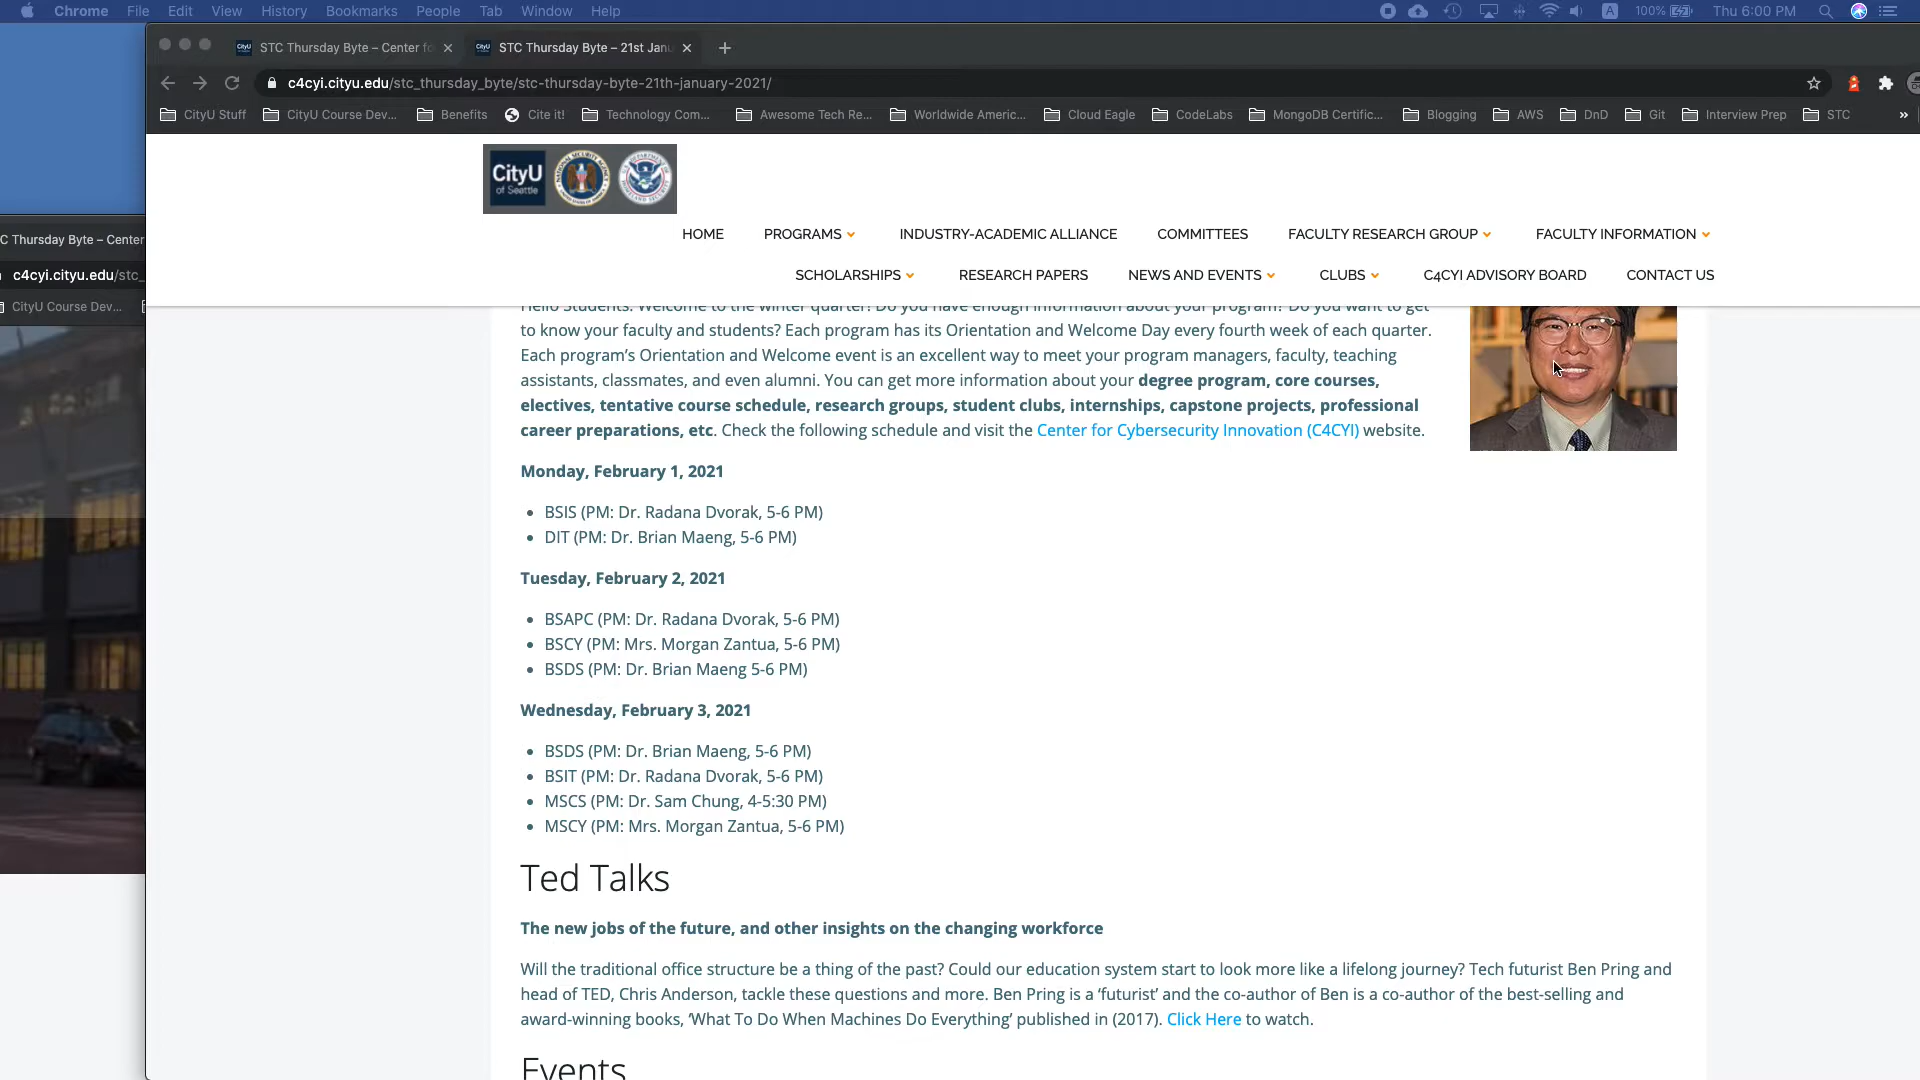 Chrome File Edit View History Bookmarks People Tab Window Help
A 100% Thu 6:00 PM
STC Thursday Byte – Center fo
STC Thursday Byte – 21st Janu
c4cyi.cityu.edu/stc_thursday_byte/stc-thursday-byte-21th-january-2021/
CityU Stuff CityU Course Dev... Benefits Cite it! Technology Com... Awesome Tech Re... Worldwide Americ... Cloud Eagle CodeLabs MongoDB Certific... Blogging AWS DnD Git Interview Prep STC »
C Thursday Byte – Center
c4cyi.cityu.edu/stc_
CityU Course Dev...
CityU
of Seattle
HOME PROGRAMS INDUSTRY-ACADEMIC ALLIANCE COMMITTEES FACULTY RESEARCH GROUP FACULTY INFORMATION
SCHOLARSHIPS RESEARCH PAPERS NEWS AND EVENTS CLUBS C4CYI ADVISORY BOARD CONTACT US
Hello Students. Welcome to the winter quarter! Do you have enough information about your program? Do you want to get
to know your faculty and students? Each program has its Orientation and Welcome Day every fourth week of each quarter.
Each program's Orientation and Welcome event is an excellent way to meet your program managers, faculty, teaching
assistants, classmates, and even alumni. You can get more information about your degree program, core courses,
electives, tentative course schedule, research groups, student clubs, internships, capstone projects, professional
career preparations, etc. Check the following schedule and visit the Center for Cybersecurity Innovation (C4CYI) website.
Monday, February 1, 2021
• BSIS (PM: Dr. Radana Dvorak, 5-6 PM)
• DIT (PM: Dr. Brian Maeng, 5-6 PM)
Tuesday, February 2, 2021
• BSAPC (PM: Dr. Radana Dvorak, 5-6 PM)
• BSCY (PM: Mrs. Morgan Zantua, 5-6 PM)
• BSDS (PM: Dr. Brian Maeng 5-6 PM)
Wednesday, February 3, 2021
• BSDS (PM: Dr. Brian Maeng, 5-6 PM)
• BSIT (PM: Dr. Radana Dvorak, 5-6 PM)
• MSCS (PM: Dr. Sam Chung, 4-5:30 PM)
• MSCY (PM: Mrs. Morgan Zantua, 5-6 PM)
Ted Talks
The new jobs of the future, and other insights on the changing workforce
Will the traditional office structure be a thing of the past? Could our education system start to look more like a lifelong journey? Tech futurist Ben Pring and
head of TED, Chris Anderson, tackle these questions and more. Ben Pring is a 'futurist' and the co-author of Ben is a co-author of the best-selling and
award-winning books, 'What To Do When Machines Do Everything' published in (2017). Click Here to watch.
Events